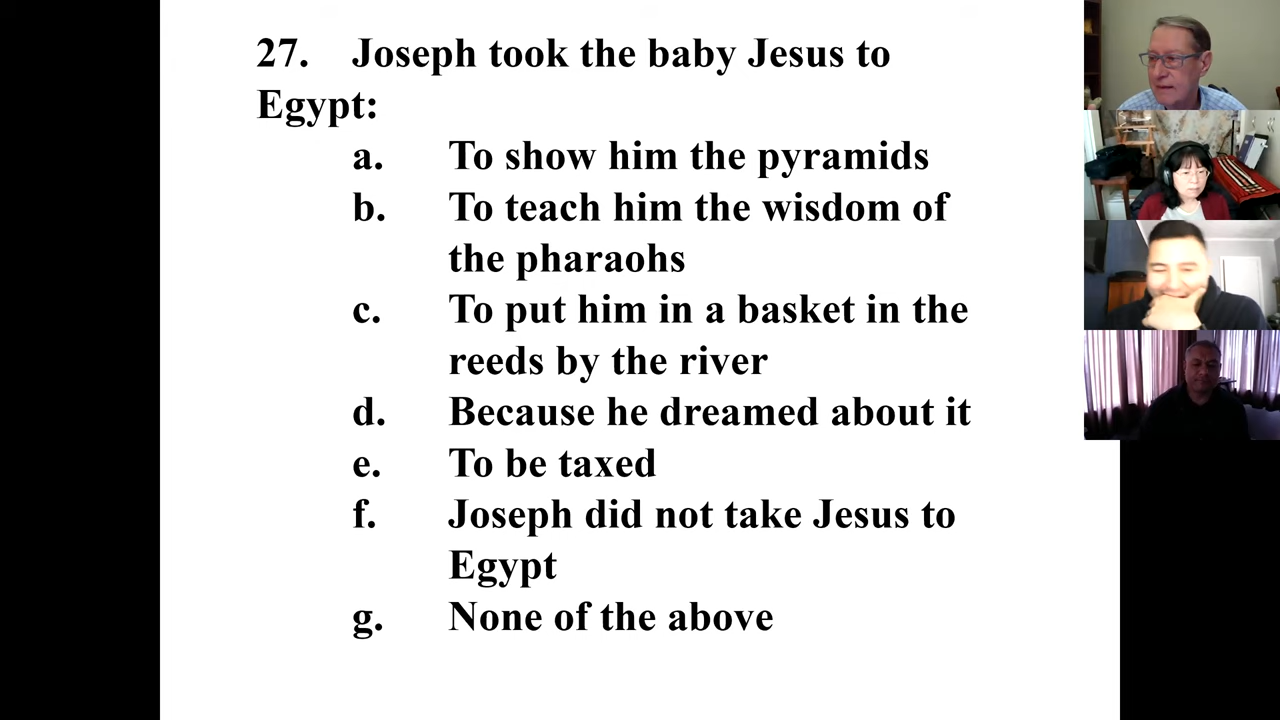 27. Joseph took the baby Jesus to
Egypt:
a. To show him the pyramids
b. To teach him the wisdom of
the pharaohs
c. To put him in a basket in the
reeds by the river
d. Because he dreamed about it
e. To be taxed
f. Joseph did not take Jesus to
Egypt
g. None of the above